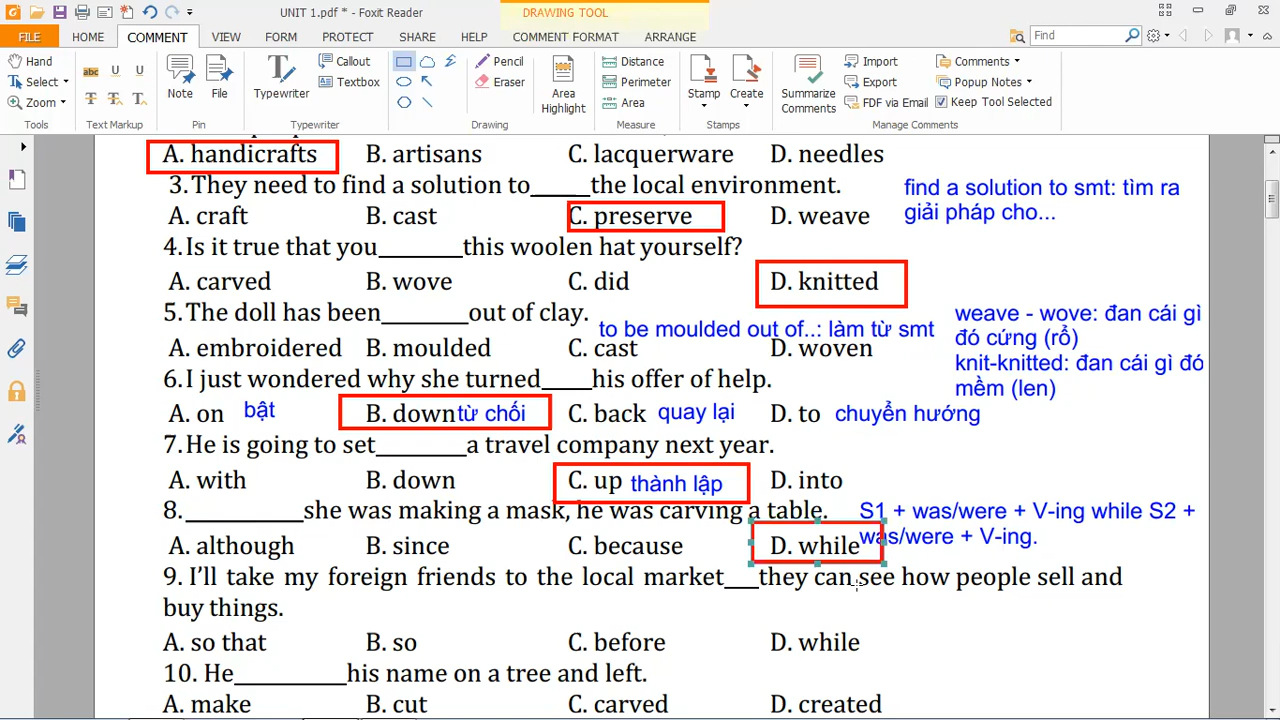 UNIT 1.pdf * - Foxit Reader
DRAWING TOOL
FILE HOME COMMENT VIEW FORM PROTECT SHARE HELP COMMENT FORMAT ARRANGE Find
Hand
Select
Zoom
Tools
abc U U
T T T
Text Markup
Note
File
Pin
Typewriter
Callout
Textbox
Typewriter
Pencil
Eraser
Drawing
Area Highlight
Distance
Perimeter
Area
Measure
Stamp
Create
Stamps
Summarize Comments
Import
Export
FDF via Email
Comments
Popup Notes
Keep Tool Selected
Manage Comments
A. handicrafts B. artisans C. lacquerware D. needles
3.They need to find a solution to_____the local environment.
find a solution to smt: tìm ra
giải pháp cho...
A. craft B. cast C. preserve D. weave
4.Is it true that you_______this woolen hat yourself?
A. carved B. wove C. did D. knitted
5.The doll has been_______out of clay.
to be moulded out of..: làm từ smt
weave - wove: đan cái gì
đó cứng (rổ)
knit-knitted: đan cái gì đó
mềm (len)
A. embroidered B. moulded C. cast D. woven
6.I just wondered why she turned____his offer of help.
A. on bật B. down từ chối C. back quay lại D. to chuyển hướng
7.He is going to set_______a travel company next year.
A. with B. down C. up thành lập D. into
8.__________she was making a mask, he was carving a table.
S1 + was/were + V-ing while S2 +
was/were + V-ing.
A. although B. since C. because D. while
9. I’ll take my foreign friends to the local market___they can see how people sell and
buy things.
A. so that B. so C. before D. while
10. He_________his name on a tree and left.
A. make B. cut C. carved D. created